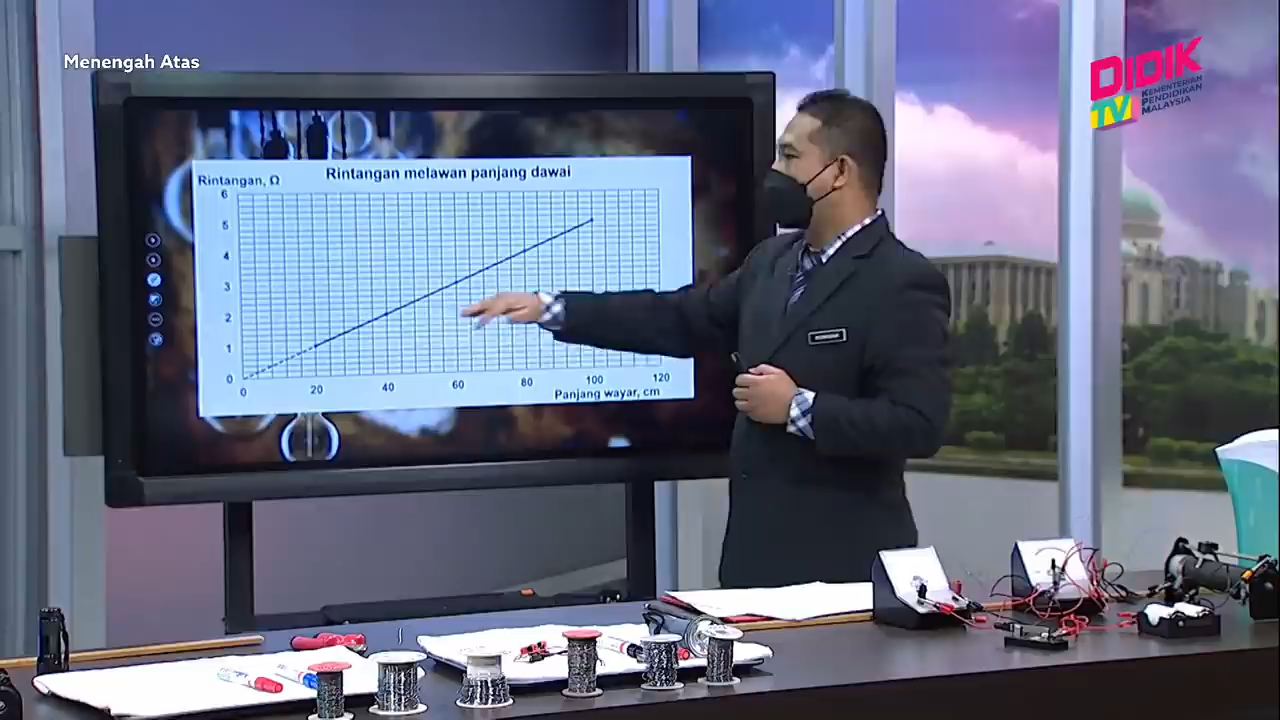 Menengah Atas
DIDIK
TV
KEMENTERIAN
PENDIDIKAN
MALAYSIA
Rintangan melawan panjang dawai
Rintangan, Ω
6
5
4
3
2
1
0
0 20 40 60 80 100 120
Panjang wayar, cm